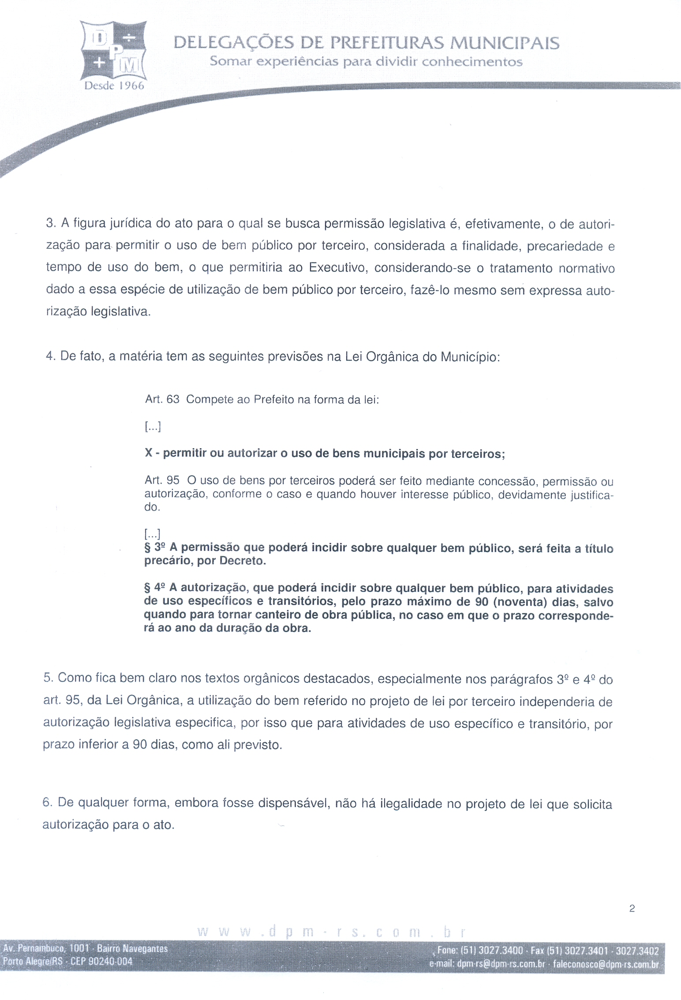 D ÷
P
+ M
Desde 1966
DELEGAÇÕES DE PREFEITURAS MUNICIPAIS
Somar experiências para dividir conhecimentos
3. A figura jurídica do ato para o qual se busca permissão legislativa é, efetivamente, o de autori-
zação para permitir o uso de bem público por terceiro, considerada a finalidade, precariedade e
tempo de uso do bem, o que permitiria ao Executivo, considerando-se o tratamento normativo
dado a essa espécie de utilização de bem público por terceiro, fazê-lo mesmo sem expressa auto-
rização legislativa.
4. De fato, a matéria tem as seguintes previsões na Lei Orgânica do Município:
Art. 63 Compete ao Prefeito na forma da lei:
[...]
X - permitir ou autorizar o uso de bens municipais por terceiros;
Art. 95 O uso de bens por terceiros poderá ser feito mediante concessão, permissão ou
autorização, conforme o caso e quando houver interesse público, devidamente justifica-
do.
[...]
§ 3º A permissão que poderá incidir sobre qualquer bem público, será feita a título
precário, por Decreto.
§ 4º A autorização, que poderá incidir sobre qualquer bem público, para atividades
de uso específicos e transitórios, pelo prazo máximo de 90 (noventa) dias, salvo
quando para tornar canteiro de obra pública, no caso em que o prazo corresponde-
rá ao ano da duração da obra.
5. Como fica bem claro nos textos orgânicos destacados, especialmente nos parágrafos 3º e 4º do
art. 95, da Lei Orgânica, a utilização do bem referido no projeto de lei por terceiro independeria de
autorização legislativa especifica, por isso que para atividades de uso específico e transitório, por
prazo inferior a 90 dias, como ali previsto.
6. De qualquer forma, embora fosse dispensável, não há ilegalidade no projeto de lei que solicita
autorização para o ato.
2
www.dpm-rs.com.br
Av. Pernambuco, 1001 - Bairro Navegantes
Porto Alegre/RS - CEP 90240-004
Fone: (51) 3027.3400 - Fax (51) 3027.3401 - 3027.3402
e-mail: dpm-rs@dpm-rs.com.br - faleconosco@dpm-rs.com.br